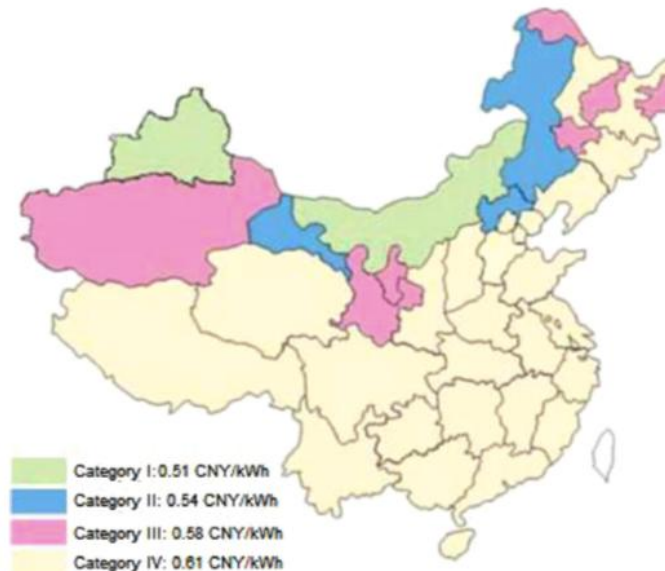 Category I:0.51 CNY/kWh
Category II: 0.54 CNY/kWh
Category III: 0.58 CNY/kWh
Category IV: 0.61 CNY/kWh